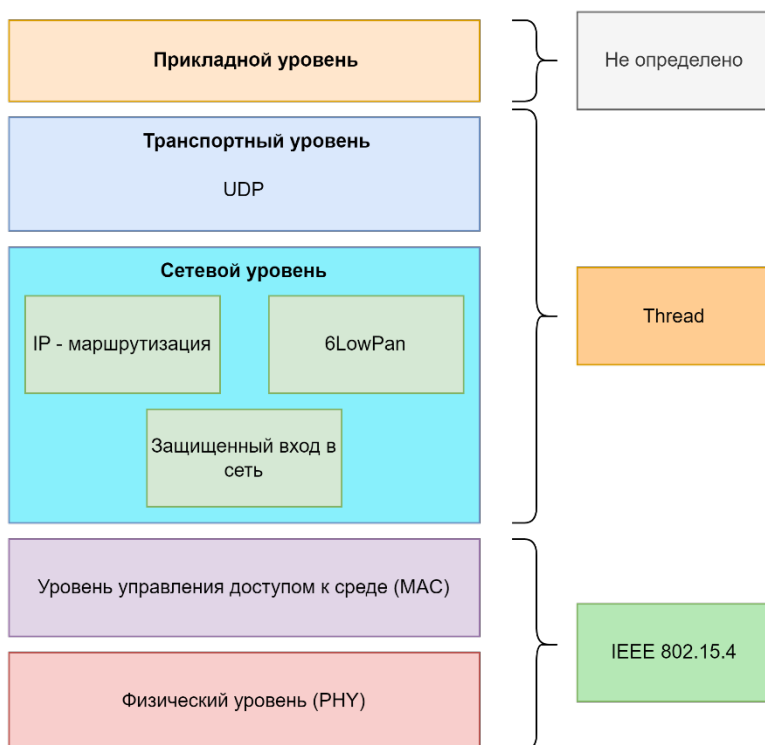 Прикладной уровень
Не определено
Транспортный уровень
UDP
Сетевой уровень
IP - маршрутизация
6LowPan
Защищенный вход в
сеть
Thread
Уровень управления доступом к среде (MAC)
Физический уровень (PHY)
IEEE 802.15.4